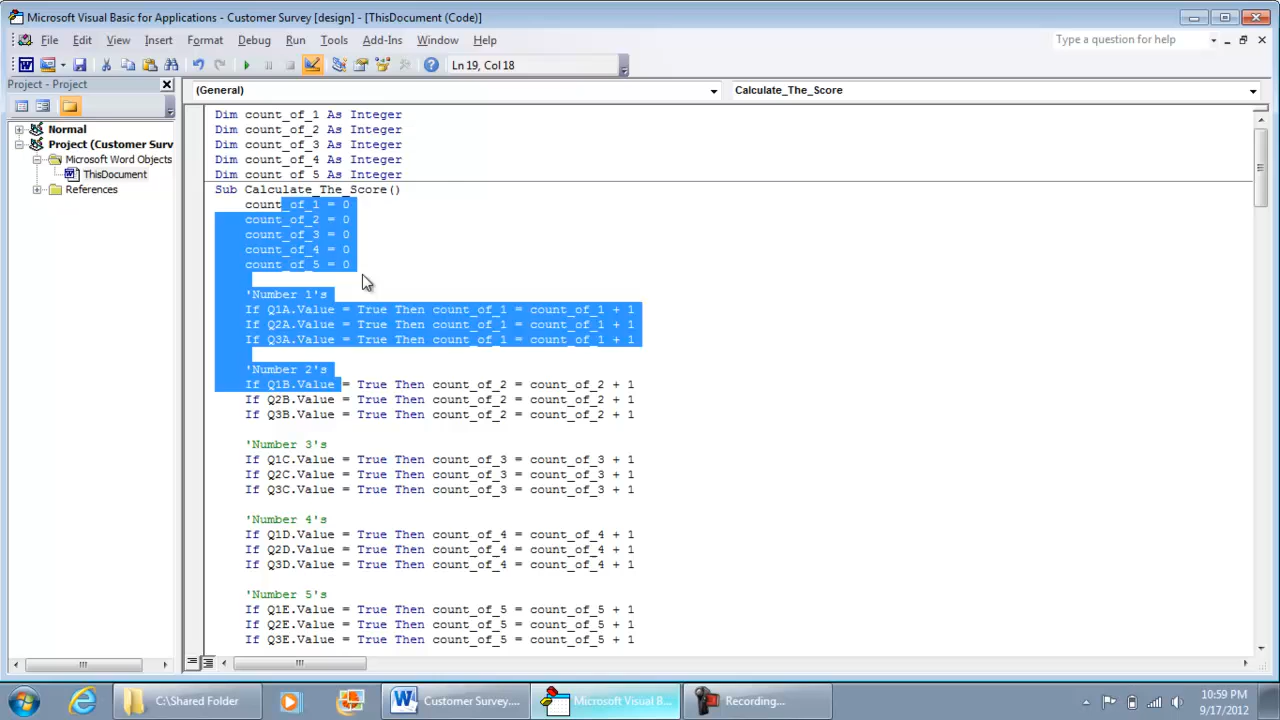 Microsoft Visual Basic for Applications - Customer Survey [design] - [ThisDocument (Code)]
File Edit View Insert Format Debug Run Tools Add-Ins Window Help
Type a question for help
Ln 19, Col 18
Project - Project
(General)
Calculate_The_Score
Normal
Project (Customer Surv
Microsoft Word Objects
ThisDocument
References
Dim count_of_1 As Integer
Dim count_of_2 As Integer
Dim count_of_3 As Integer
Dim count_of_4 As Integer
Dim count_of_5 As Integer
Sub Calculate_The_Score()
count_of_1 = 0
count_of_2 = 0
count_of_3 = 0
count_of_4 = 0
count_of_5 = 0
'Number 1's
If Q1A.Value = True Then count_of_1 = count_of_1 + 1
If Q2A.Value = True Then count_of_1 = count_of_1 + 1
If Q3A.Value = True Then count_of_1 = count_of_1 + 1
'Number 2's
If Q1B.Value = True Then count_of_2 = count_of_2 + 1
If Q2B.Value = True Then count_of_2 = count_of_2 + 1
If Q3B.Value = True Then count_of_2 = count_of_2 + 1
'Number 3's
If Q1C.Value = True Then count_of_3 = count_of_3 + 1
If Q2C.Value = True Then count_of_3 = count_of_3 + 1
If Q3C.Value = True Then count_of_3 = count_of_3 + 1
'Number 4's
If Q1D.Value = True Then count_of_4 = count_of_4 + 1
If Q2D.Value = True Then count_of_4 = count_of_4 + 1
If Q3D.Value = True Then count_of_4 = count_of_4 + 1
'Number 5's
If Q1E.Value = True Then count_of_5 = count_of_5 + 1
If Q2E.Value = True Then count_of_5 = count_of_5 + 1
If Q3E.Value = True Then count_of_5 = count_of_5 + 1
C:\Shared Folder
Customer Survey....
Microsoft Visual B...
Recording...
10:59 PM
9/17/2012